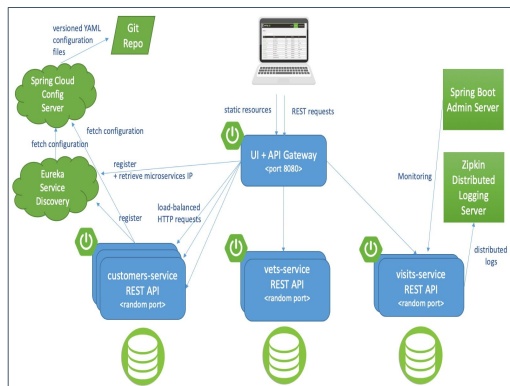 versioned YAML
configuration
files
Git
Repo
Spring Cloud
Config
Server
static resources
REST requests
Spring Boot
Admin Server
fetch configuration
fetch configuration
UI + API Gateway
<port 8080>
register
+ retrieve microservices IP
Eureka
Service
Discovery
Monitoring
Zipkin
Distributed
Logging
Server
register
load-balanced
HTTP requests
distributed
logs
customers-service
REST API
<random port>
vets-service
REST API
<random port>
visits-service
REST API
<random port>